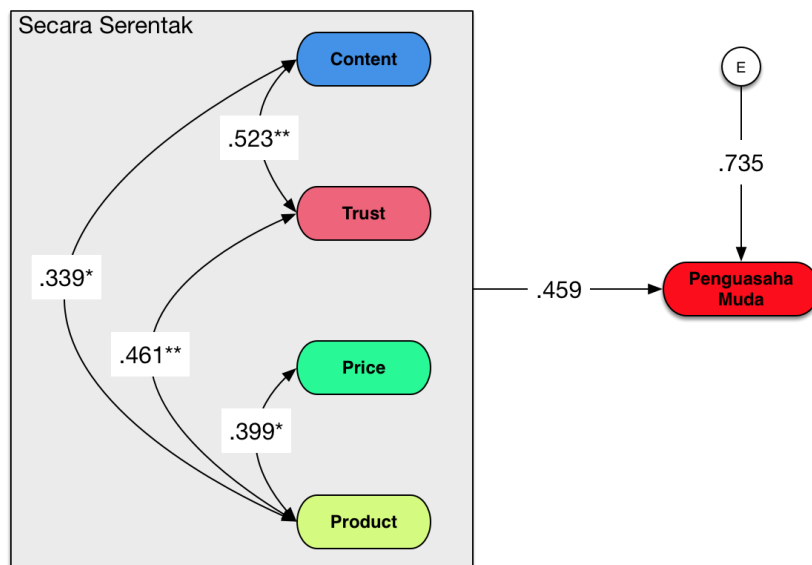 Secara Serentak
Content
E
.523**
.735
Trust
.339*
.459
Penguasaha
Muda
.461**
Price
.399*
Product